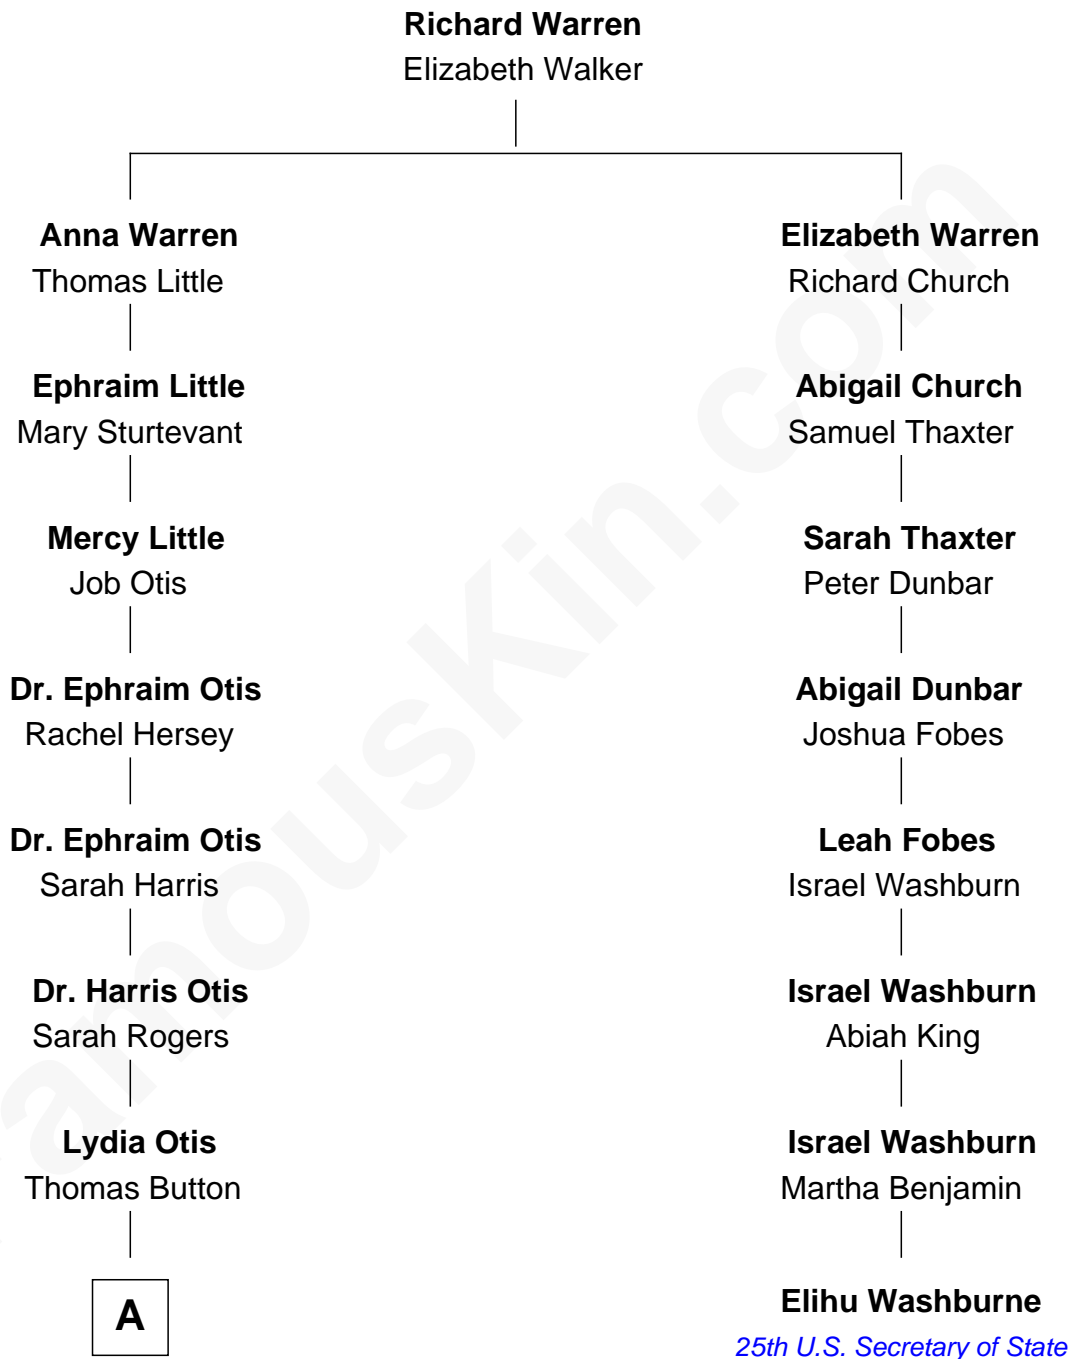 Richard Warren
Elizabeth Walker
Anna Warren
Thomas Little
Elizabeth Warren
Richard Church
Ephraim Little
Mary Sturtevant
Abigail Church
Samuel Thaxter
Mercy Little
Job Otis
Sarah Thaxter
Peter Dunbar
Dr. Ephraim Otis
Rachel Hersey
Abigail Dunbar
Joshua Fobes
Dr. Ephraim Otis
Sarah Harris
Leah Fobes
Israel Washburn
Dr. Harris Otis
Sarah Rogers
Israel Washburn
Abiah King
Lydia Otis
Thomas Button
Israel Washburn
Martha Benjamin
A
Elihu Washburne
25th U.S. Secretary of State
amousKin.com